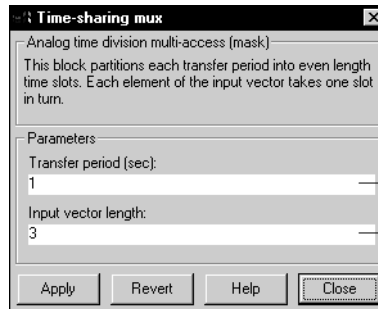 Time-sharing mux
Analog time division multi-access (mask)
This block partitions each transfer period into even length
time slots. Each element of the input vector takes one slot
in turn.
Parameters
Transfer period (sec):
1
Input vector length:
3
Apply Revert Help Close